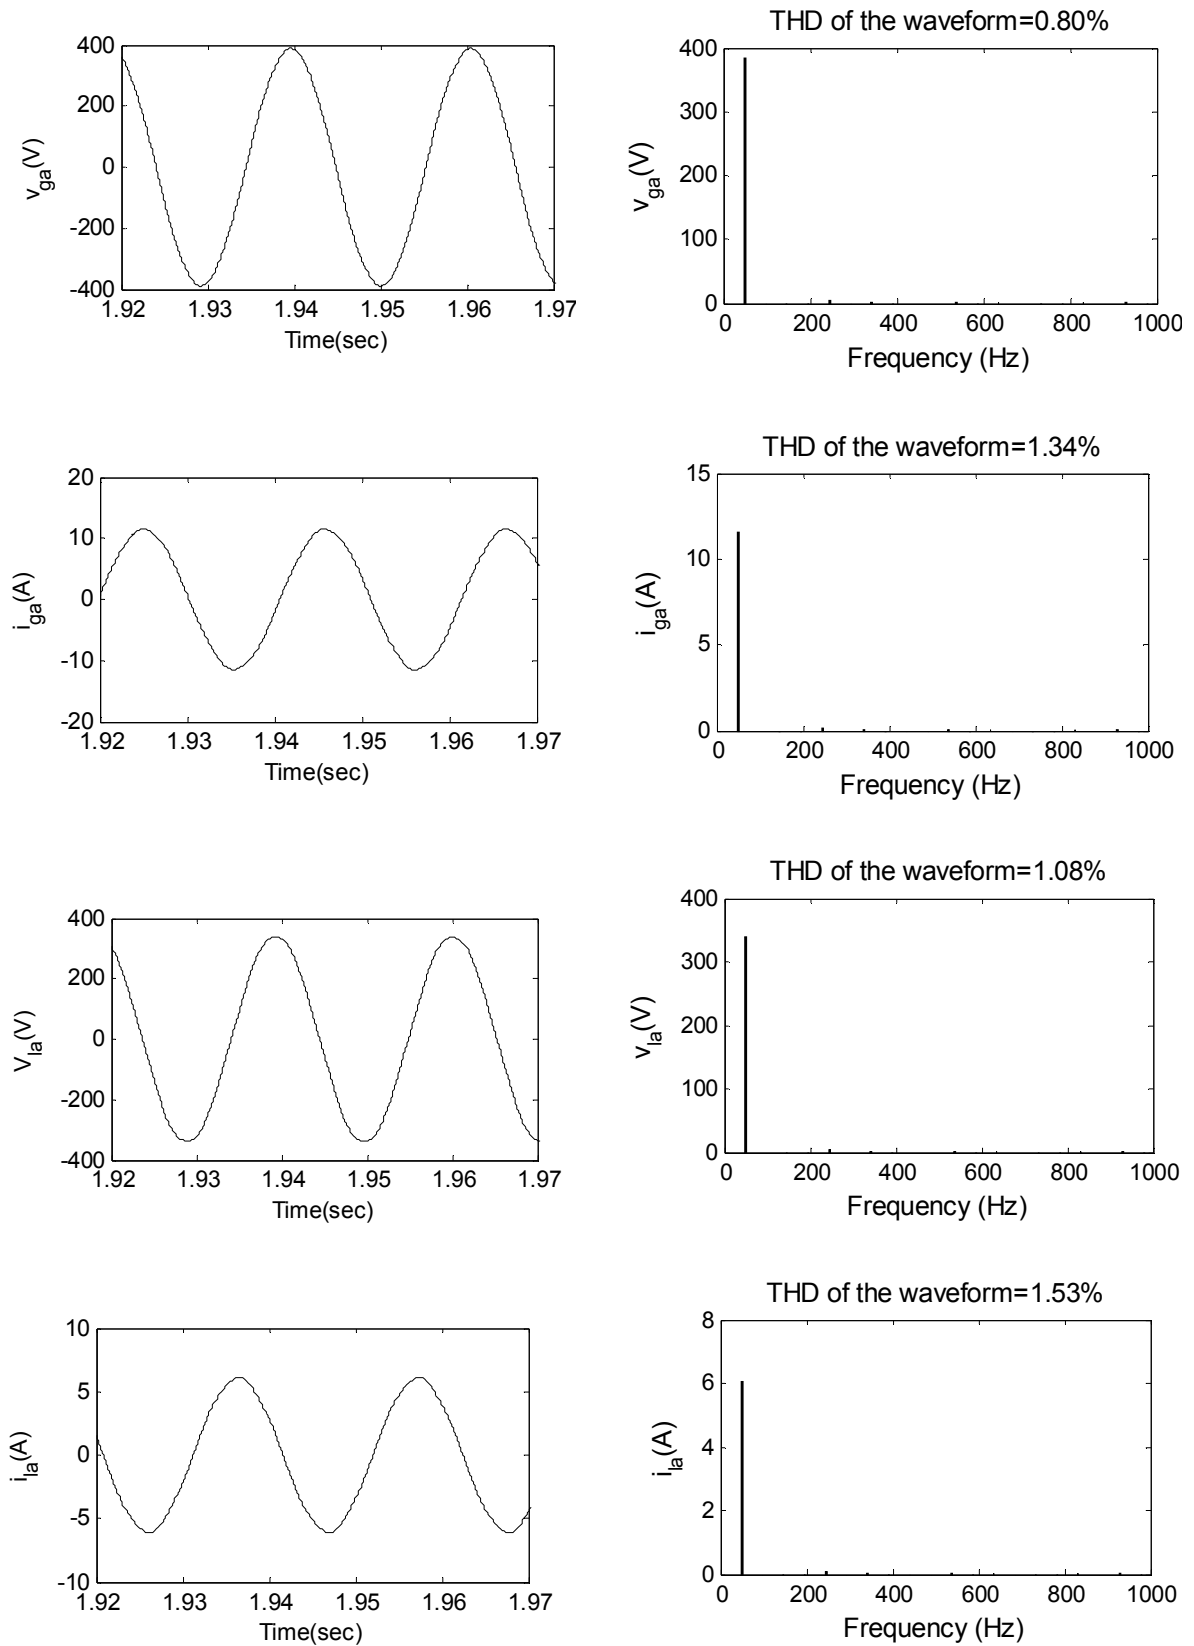 400
200
0
-200
-400
v_ga(V)
1.92 1.93 1.94 1.95 1.96 1.97
Time(sec)
THD of the waveform=0.80%
400
300
200
100
0
v_ga(V)
0 200 400 600 800 1000
Frequency (Hz)
20
10
0
-10
-20
i_ga(A)
1.92 1.93 1.94 1.95 1.96 1.97
Time(sec)
THD of the waveform=1.34%
15
10
5
0
i_ga(A)
0 200 400 600 800 1000
Frequency (Hz)
400
200
0
-200
-400
v_la(V)
1.92 1.93 1.94 1.95 1.96 1.97
Time(sec)
THD of the waveform=1.08%
400
300
200
100
0
v_la(V)
0 200 400 600 800 1000
Frequency (Hz)
10
5
0
-5
-10
i_la(A)
1.92 1.93 1.94 1.95 1.96 1.97
Time(sec)
THD of the waveform=1.53%
8
6
4
2
0
i_la(A)
0 200 400 600 800 1000
Frequency (Hz)